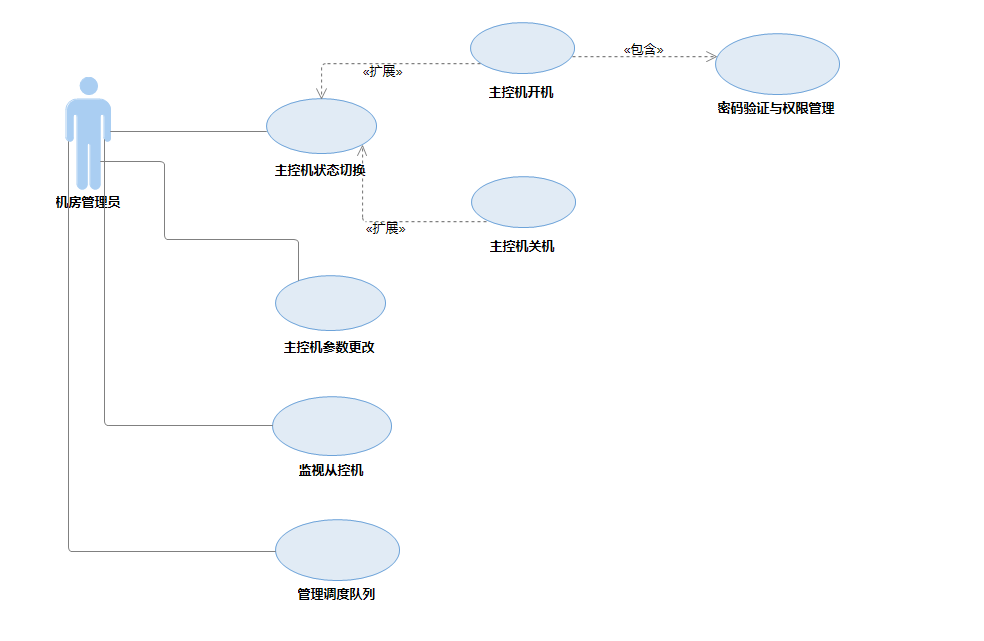 «包含»
«扩展»
主控机开机
密码验证与权限管理
主控机状态切换
机房管理员
«扩展»
主控机关机
主控机参数更改
监视从控机
管理调度队列